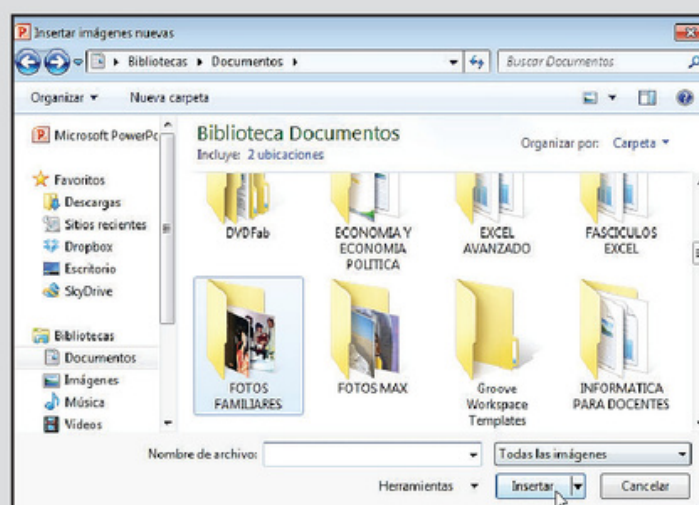 Insertar imágenes nuevas
Bibliotecas ▸ Documentos ▸
Buscar Documentos
Organizar
Nueva carpeta
Microsoft PowerPo
Favoritos
Descargas
Sitios recientes
Dropbox
Escritorio
SkyDrive
Bibliotecas
Documentos
Imágenes
Música
Videos
Biblioteca Documentos
Incluye: 2 ubicaciones
Organizar por: Carpeta
DVDFab
ECONOMIA Y
ECONOMIA
POLITICA
EXCEL
AVANZADO
FASCICULOS
EXCEL
FOTOS
FAMILIARES
FOTOS MAX
Groove
Workspace
Templates
INFORMATICA
PARA DOCENTES
Nombre de archivo:
Todas las imágenes
Herramientas
Insertar
Cancelar